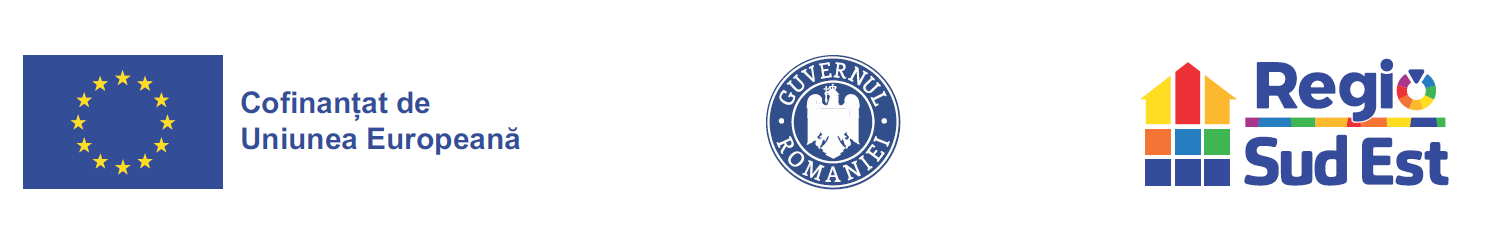 Cofinanțat de
Uniunea Europeană
GUVERNUL
ROMÂNIEI
Regio
Sud Est